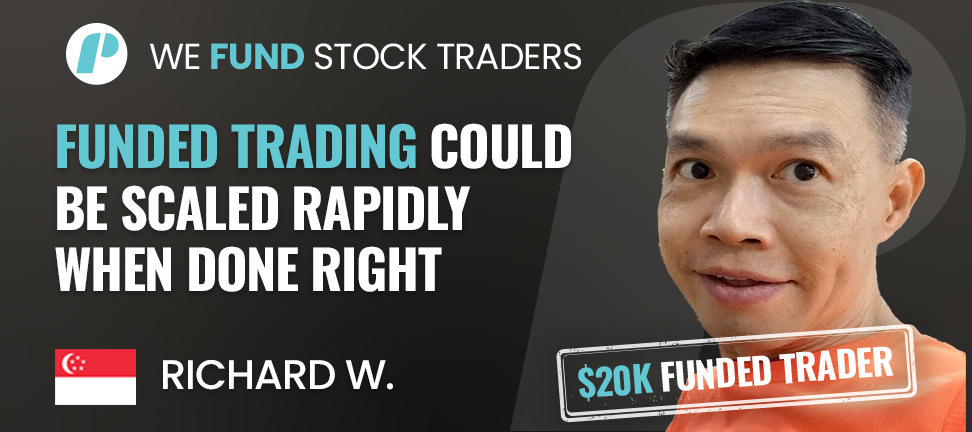 P
WE FUND STOCK TRADERS
FUNDED TRADING COULD
BE SCALED RAPIDLY
WHEN DONE RIGHT
RICHARD W.
$20K FUNDED TRADER